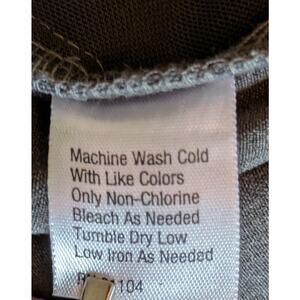 Machine Wash Cold
With Like Colors
Only Non-Chlorine
Bleach As Needed
Tumble Dry Low
Low Iron As Needed